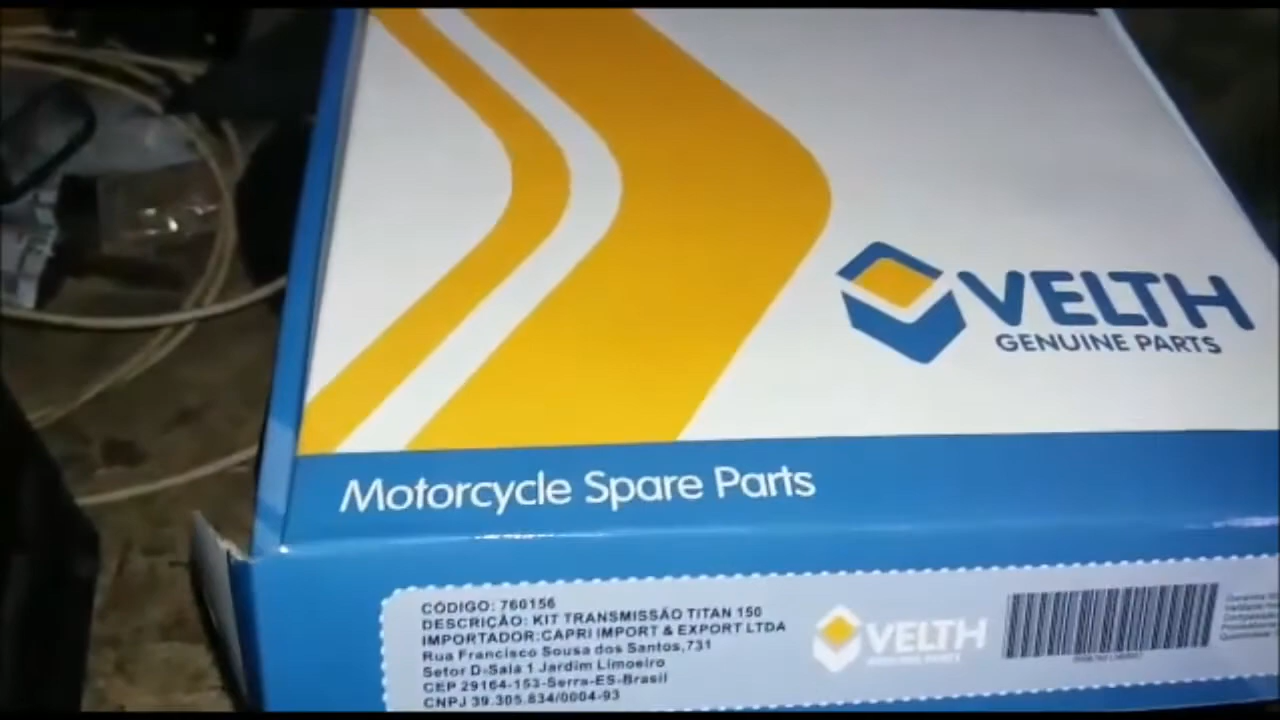 VELTH
GENUINE PARTS
Motorcycle Spare Parts
CÓDIGO: 760156
DESCRIÇÃO: KIT TRANSMISSÃO TITAN 150
IMPORTADOR:CAPRI IMPORT & EXPORT LTDA
Rua Francisco Sousa dos Santos,731
Setor D-Sala 1 Jardim Limoeiro
CEP 29164-153-Serra-ES-Brasil
CNPJ 39.305.834/0004-93
VELTH
GENUINE PARTS